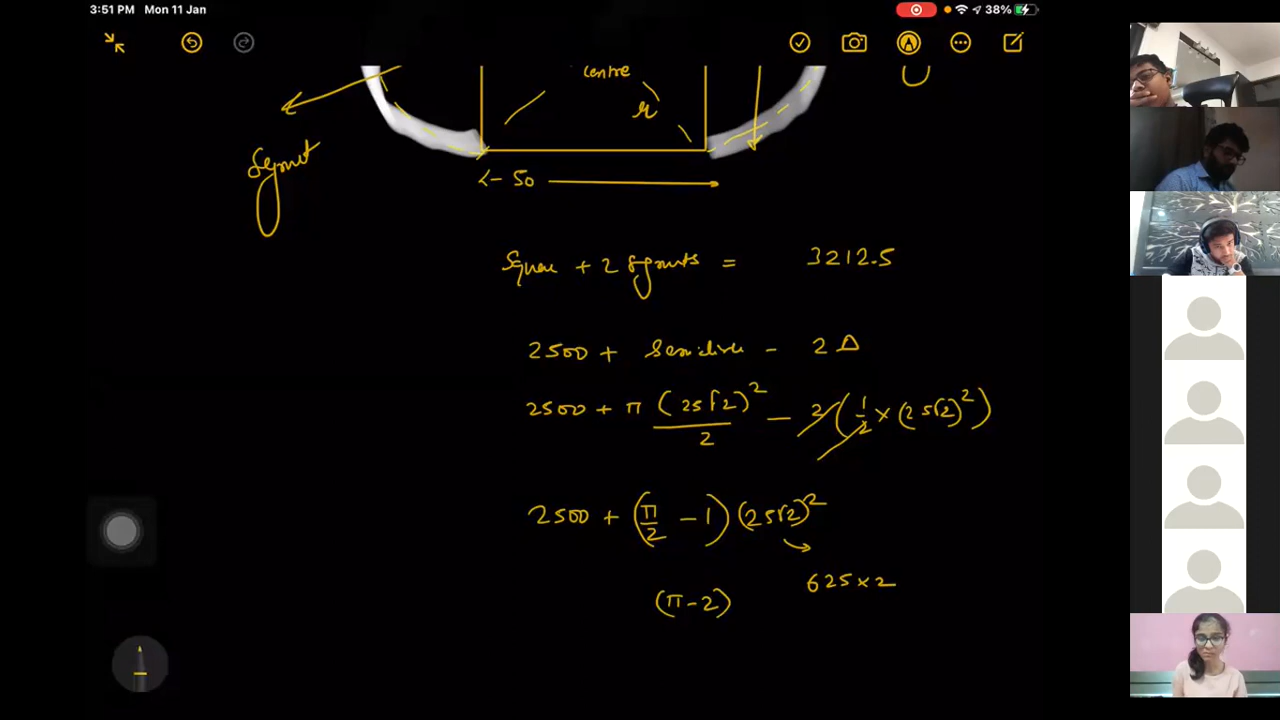 3:51 PM Mon 11 Jan
38%
centre
r
Segment
<- 50
Square + 2 segments = 3212.5
2500 + Semicircle - 2 Δ
2500 + π (25√2)² / 2 - 2 (1/2 × (25√2)²)
2500 + (π/2 - 1) (25√2)²
625 × 2
(π - 2)